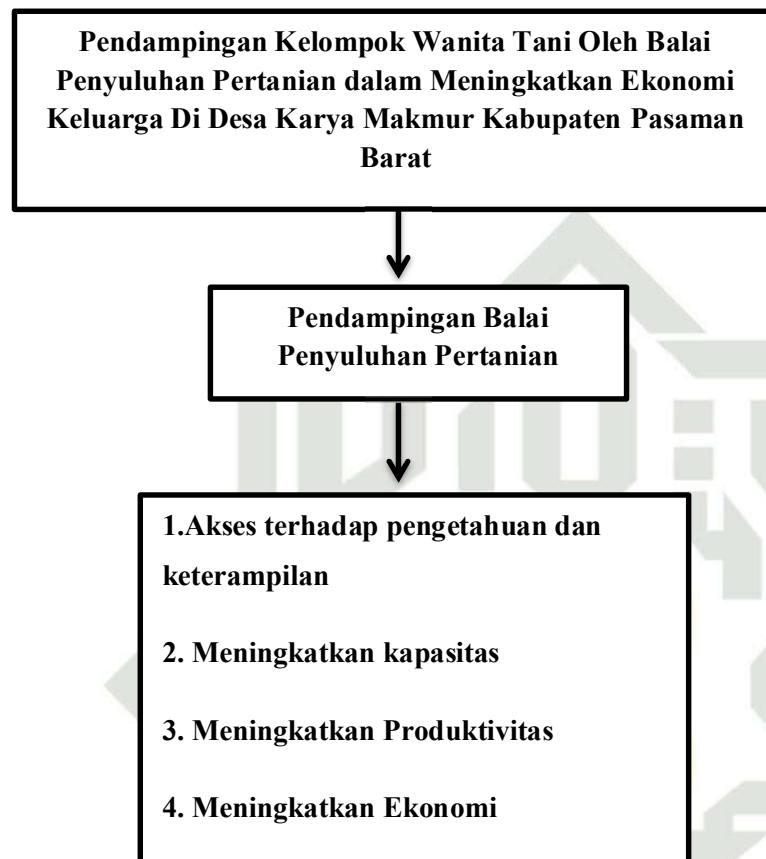 Pendampingan Kelompok Wanita Tani Oleh Balai
Penyuluhan Pertanian dalam Meningkatkan Ekonomi
Keluarga Di Desa Karya Makmur Kabupaten Pasaman
Barat
Pendampingan Balai
Penyuluhan Pertanian
1.Akses terhadap pengetahuan dan
keterampilan
2. Meningkatkan kapasitas
3. Meningkatkan Produktivitas
4. Meningkatkan Ekonomi